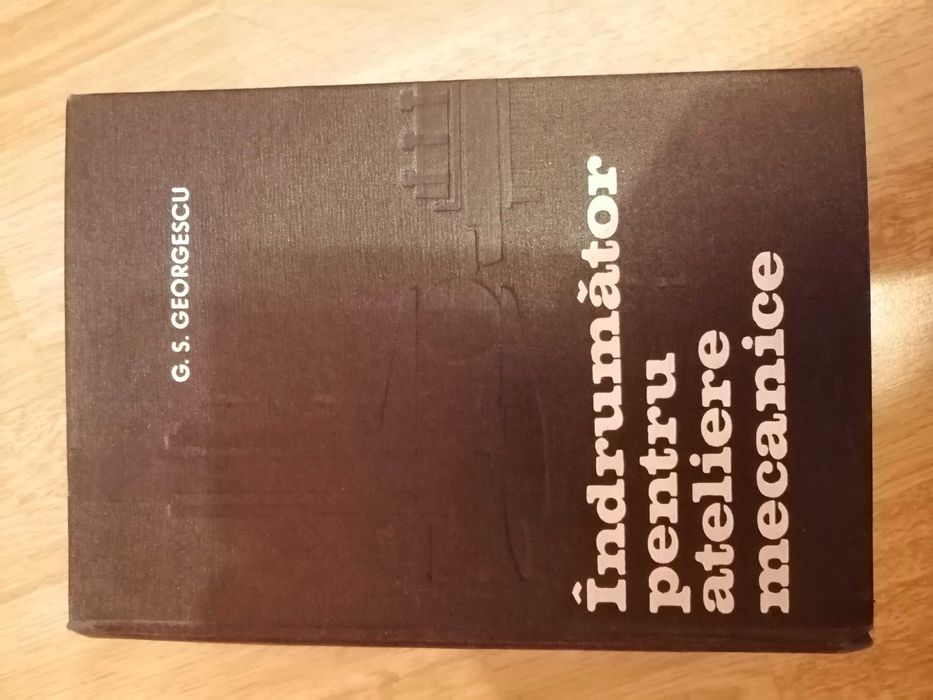 G. S. GEORGESCU
Îndrumător
pentru
ateliere
mecanice